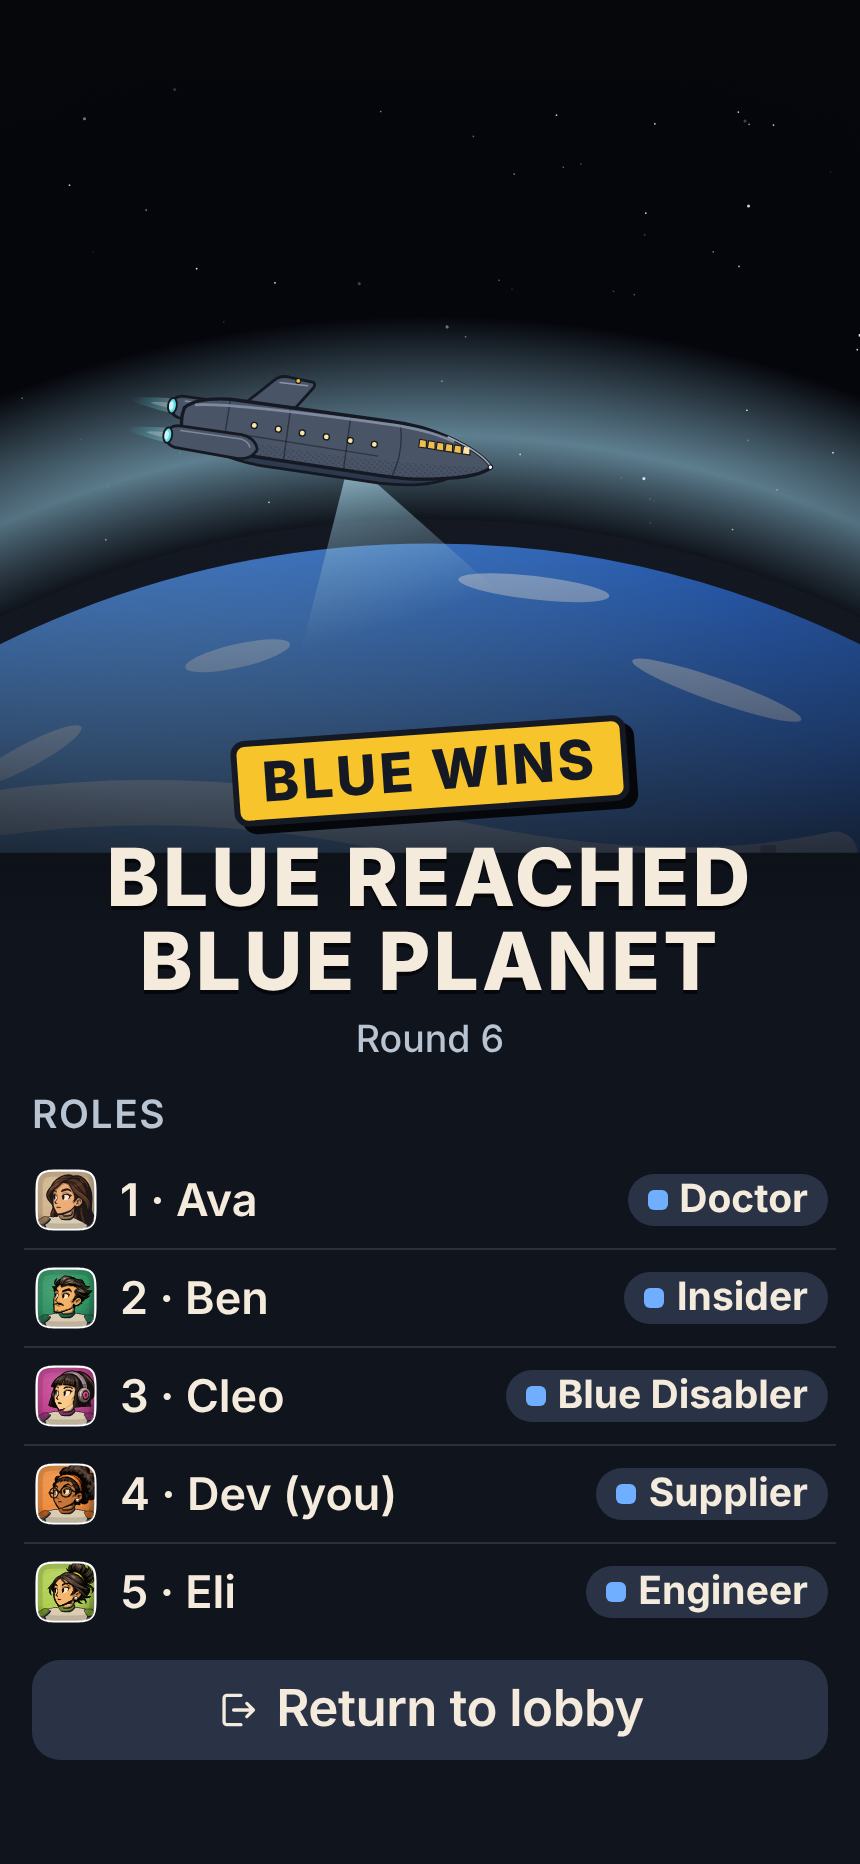 BLUE WINS
BLUE REACHED
BLUE PLANET
Round 6
ROLES
1 · Ava
Doctor
2 · Ben
Insider
3 · Cleo
Blue Disabler
4 · Dev (you)
Supplier
5 · Eli
Engineer
Return to lobby